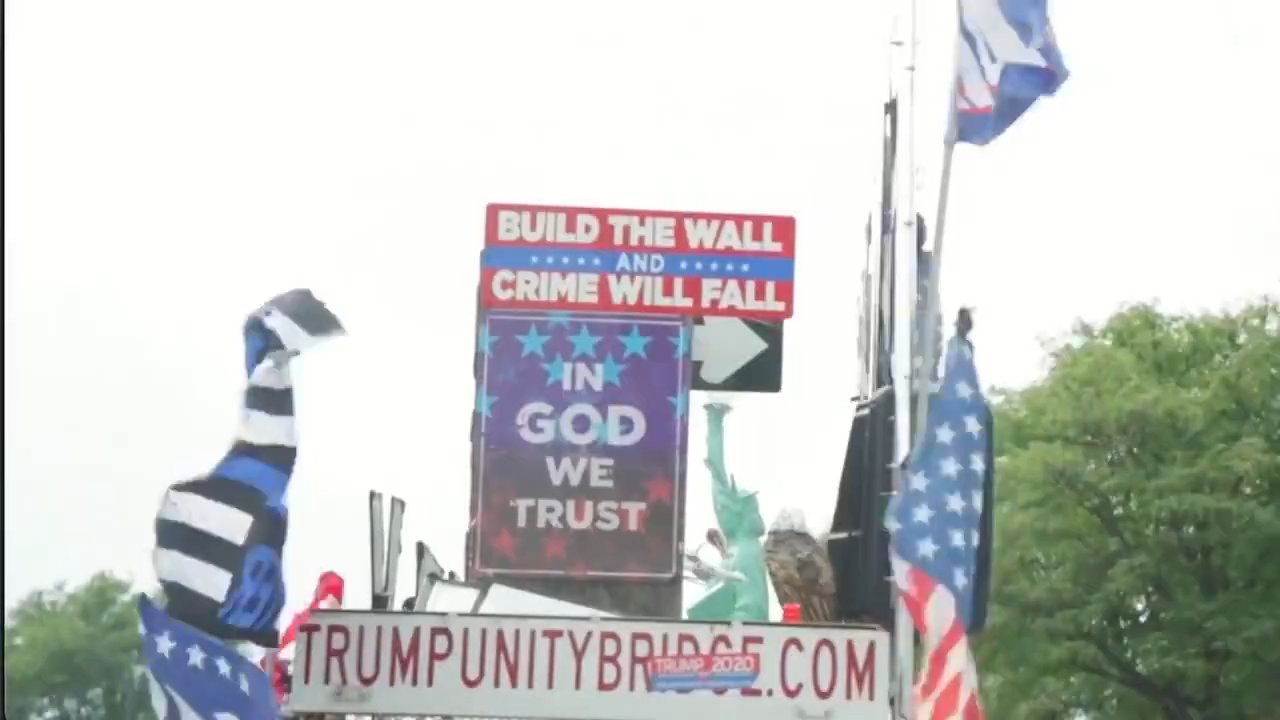 BUILD THE WALL
AND
CRIME WILL FALL
IN
GOD
WE
TRUST
TRUMPUNITYBRIDGE.COM
TRUMP 2020